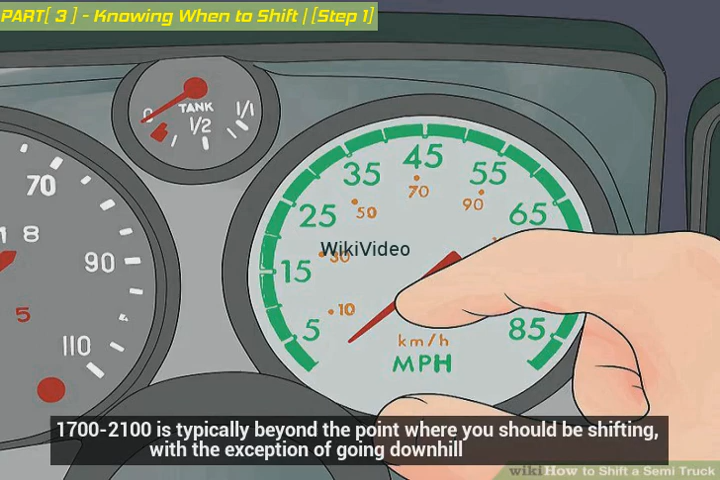 PART[ 3 ] - Knowing When to Shift | [Step 1]
0
TANK
1/2
1/1
70
90
110
1 8
5
5
15
25
35
45
55
65
85
10
30
50
70
90
WikiVideo
km/h
MPH
1700-2100 is typically beyond the point where you should be shifting,
with the exception of going downhill
wikiHow to Shift a Semi Truck